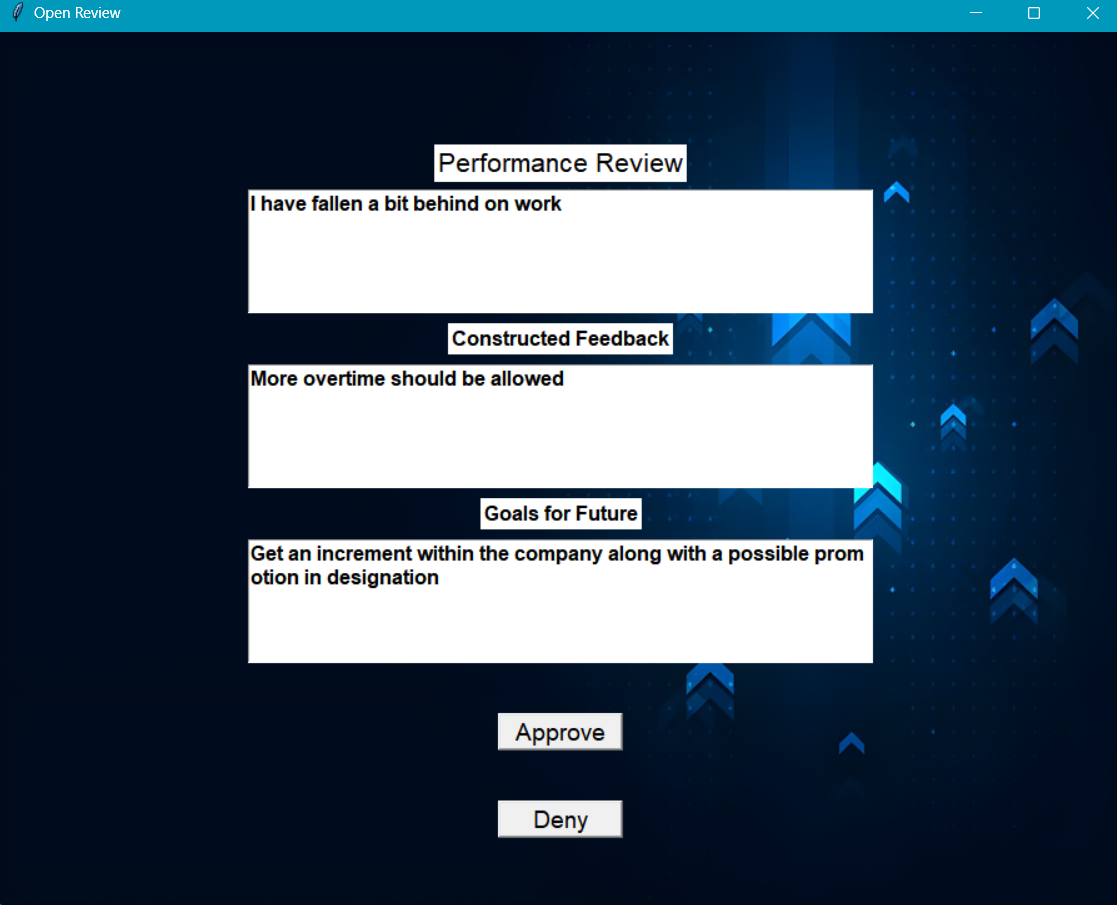 Open Review
Performance Review
I have fallen a bit behind on work
Constructed Feedback
More overtime should be allowed
Goals for Future
Get an increment within the company along with a possible prom
otion in designation
Approve
Deny